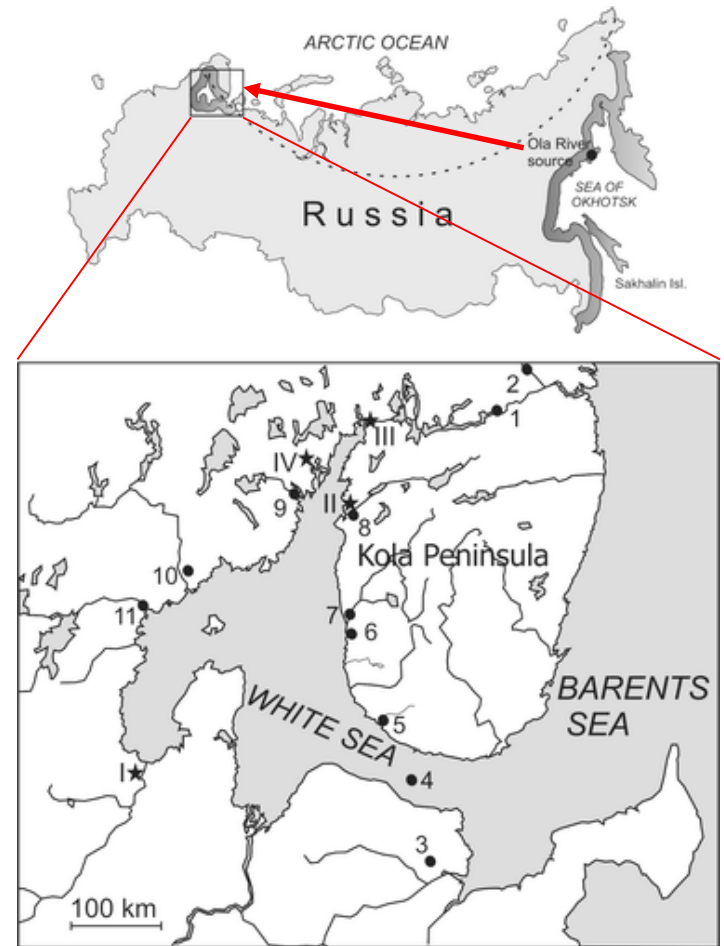 ARCTIC OCEAN
Ola River
source
SEA OF
OKHOTSK
Russia
Sakhalin Isl.
2
1
III
IV
9
II
8
Kola Peninsula
10
11
7
6
BARENTS
SEA
WHITE SEA
5
I
4
3
100 km